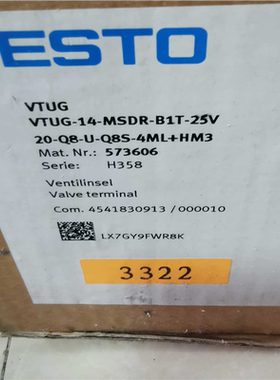 ESTO
VTUG
VTUG-14-MSDR-B1T-25V
20-Q8-U-Q8S-4ML+HM3
Mat. Nr.: 573606
Serie: H358
Ventilinsel
Valve terminal
Com. 4541830913 / 000010
LX7GY9FWR8K
3322